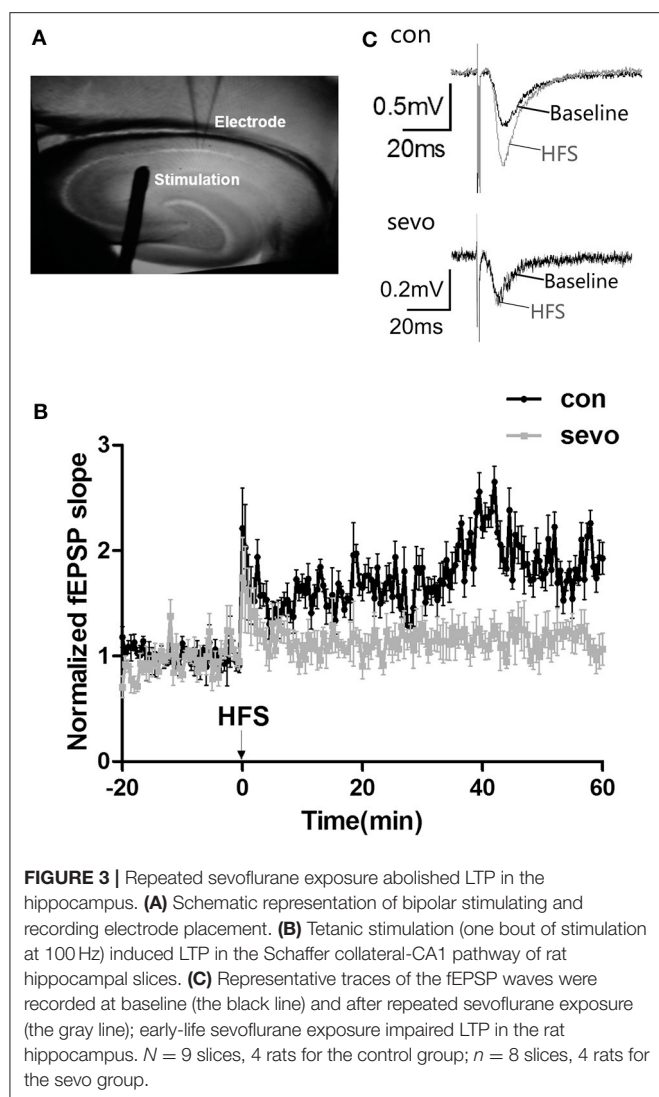 A
Electrode
Stimulation
C
con
0.5mV
20ms
Baseline
HFS
sevo
0.2mV
20ms
Baseline
HFS
B
con
sevo
Normalized fEPSP slope
3
2
1
0
HFS
-20
0
20
40
60
Time(min)
FIGURE 3 | Repeated sevoflurane exposure abolished LTP in the
hippocampus. (A) Schematic representation of bipolar stimulating and
recording electrode placement. (B) Tetanic stimulation (one bout of stimulation
at 100 Hz) induced LTP in the Schaffer collateral-CA1 pathway of rat
hippocampal slices. (C) Representative traces of the fEPSP waves were
recorded at baseline (the black line) and after repeated sevoflurane exposure
(the gray line); early-life sevoflurane exposure impaired LTP in the rat
hippocampus. N = 9 slices, 4 rats for the control group; n = 8 slices, 4 rats for
the sevo group.